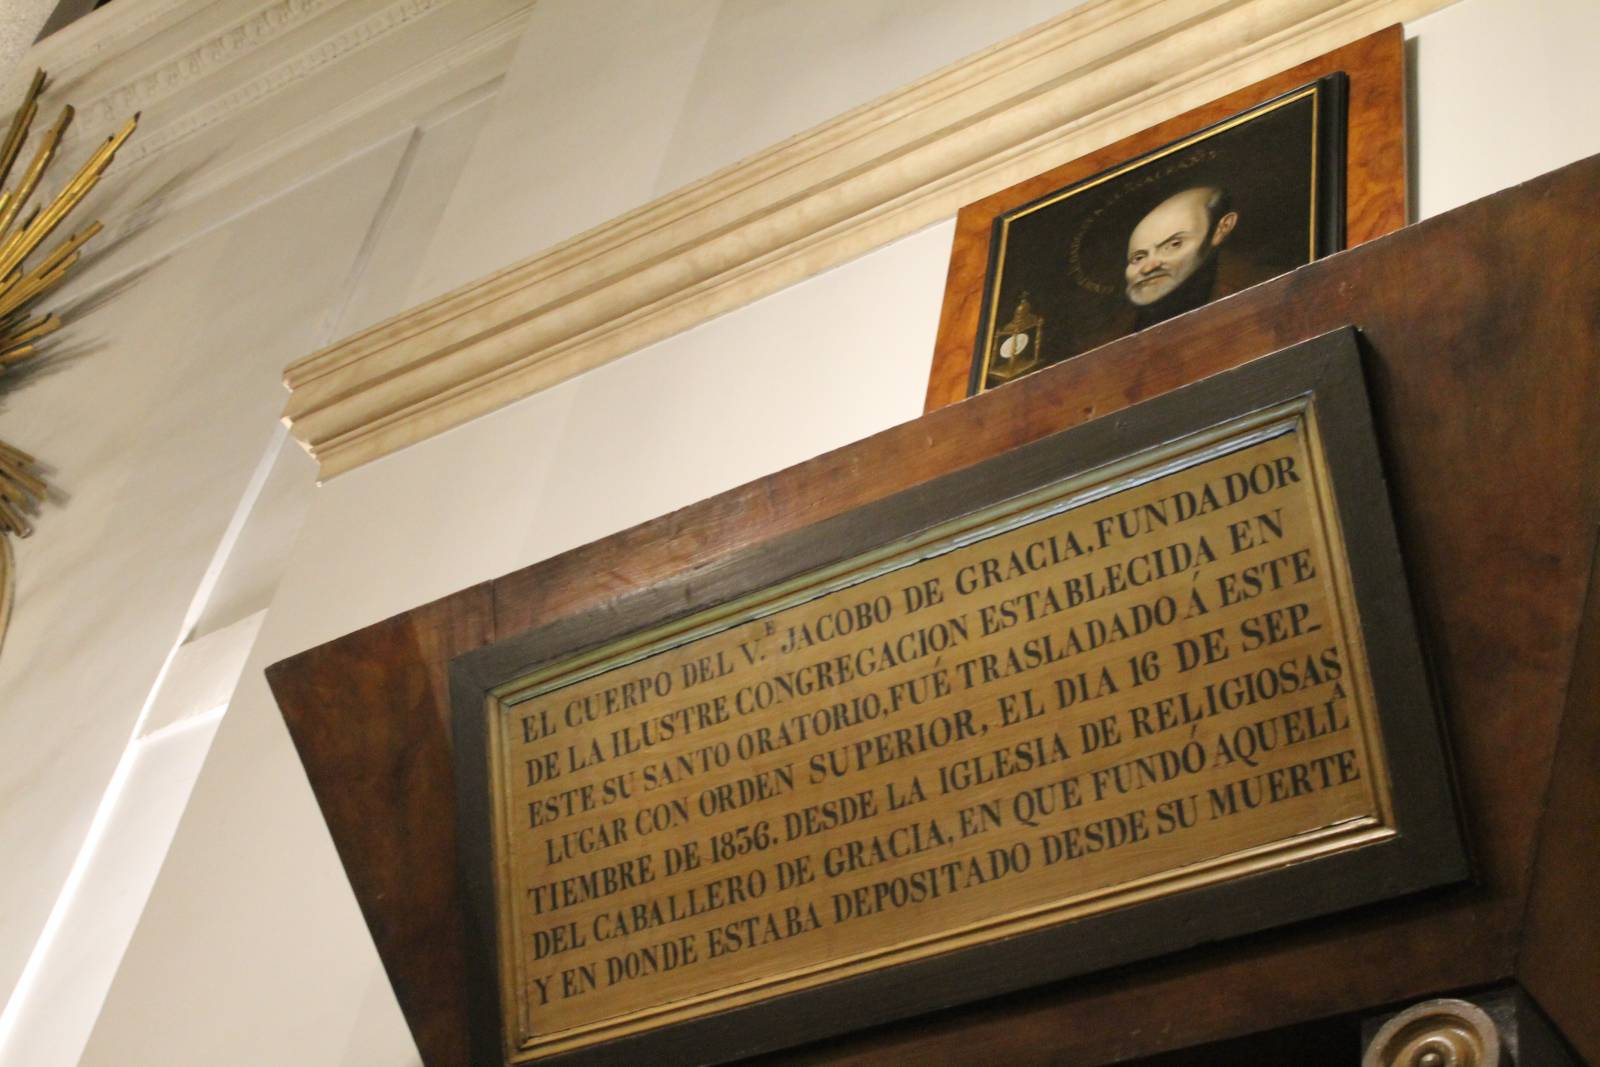 EL CUERPO DEL V.E JACOBO DE GRACIA, FUNDADOR
DE LA ILUSTRE CONGREGACION ESTABLECIDA EN
ESTE SU SANTO ORATORIO, FUÉ TRASLADADO Á ESTE
LUGAR CON ORDEN SUPERIOR, EL DIA 16 DE SEP-
TIEMBRE DE 1836. DESDE LA IGLESIA DE RELIGIOSAS
DEL CABALLERO DE GRACIA, EN QUE FUNDÓ AQUELLA
Y EN DONDE ESTABA DEPOSITADO DESDE SU MUERTE